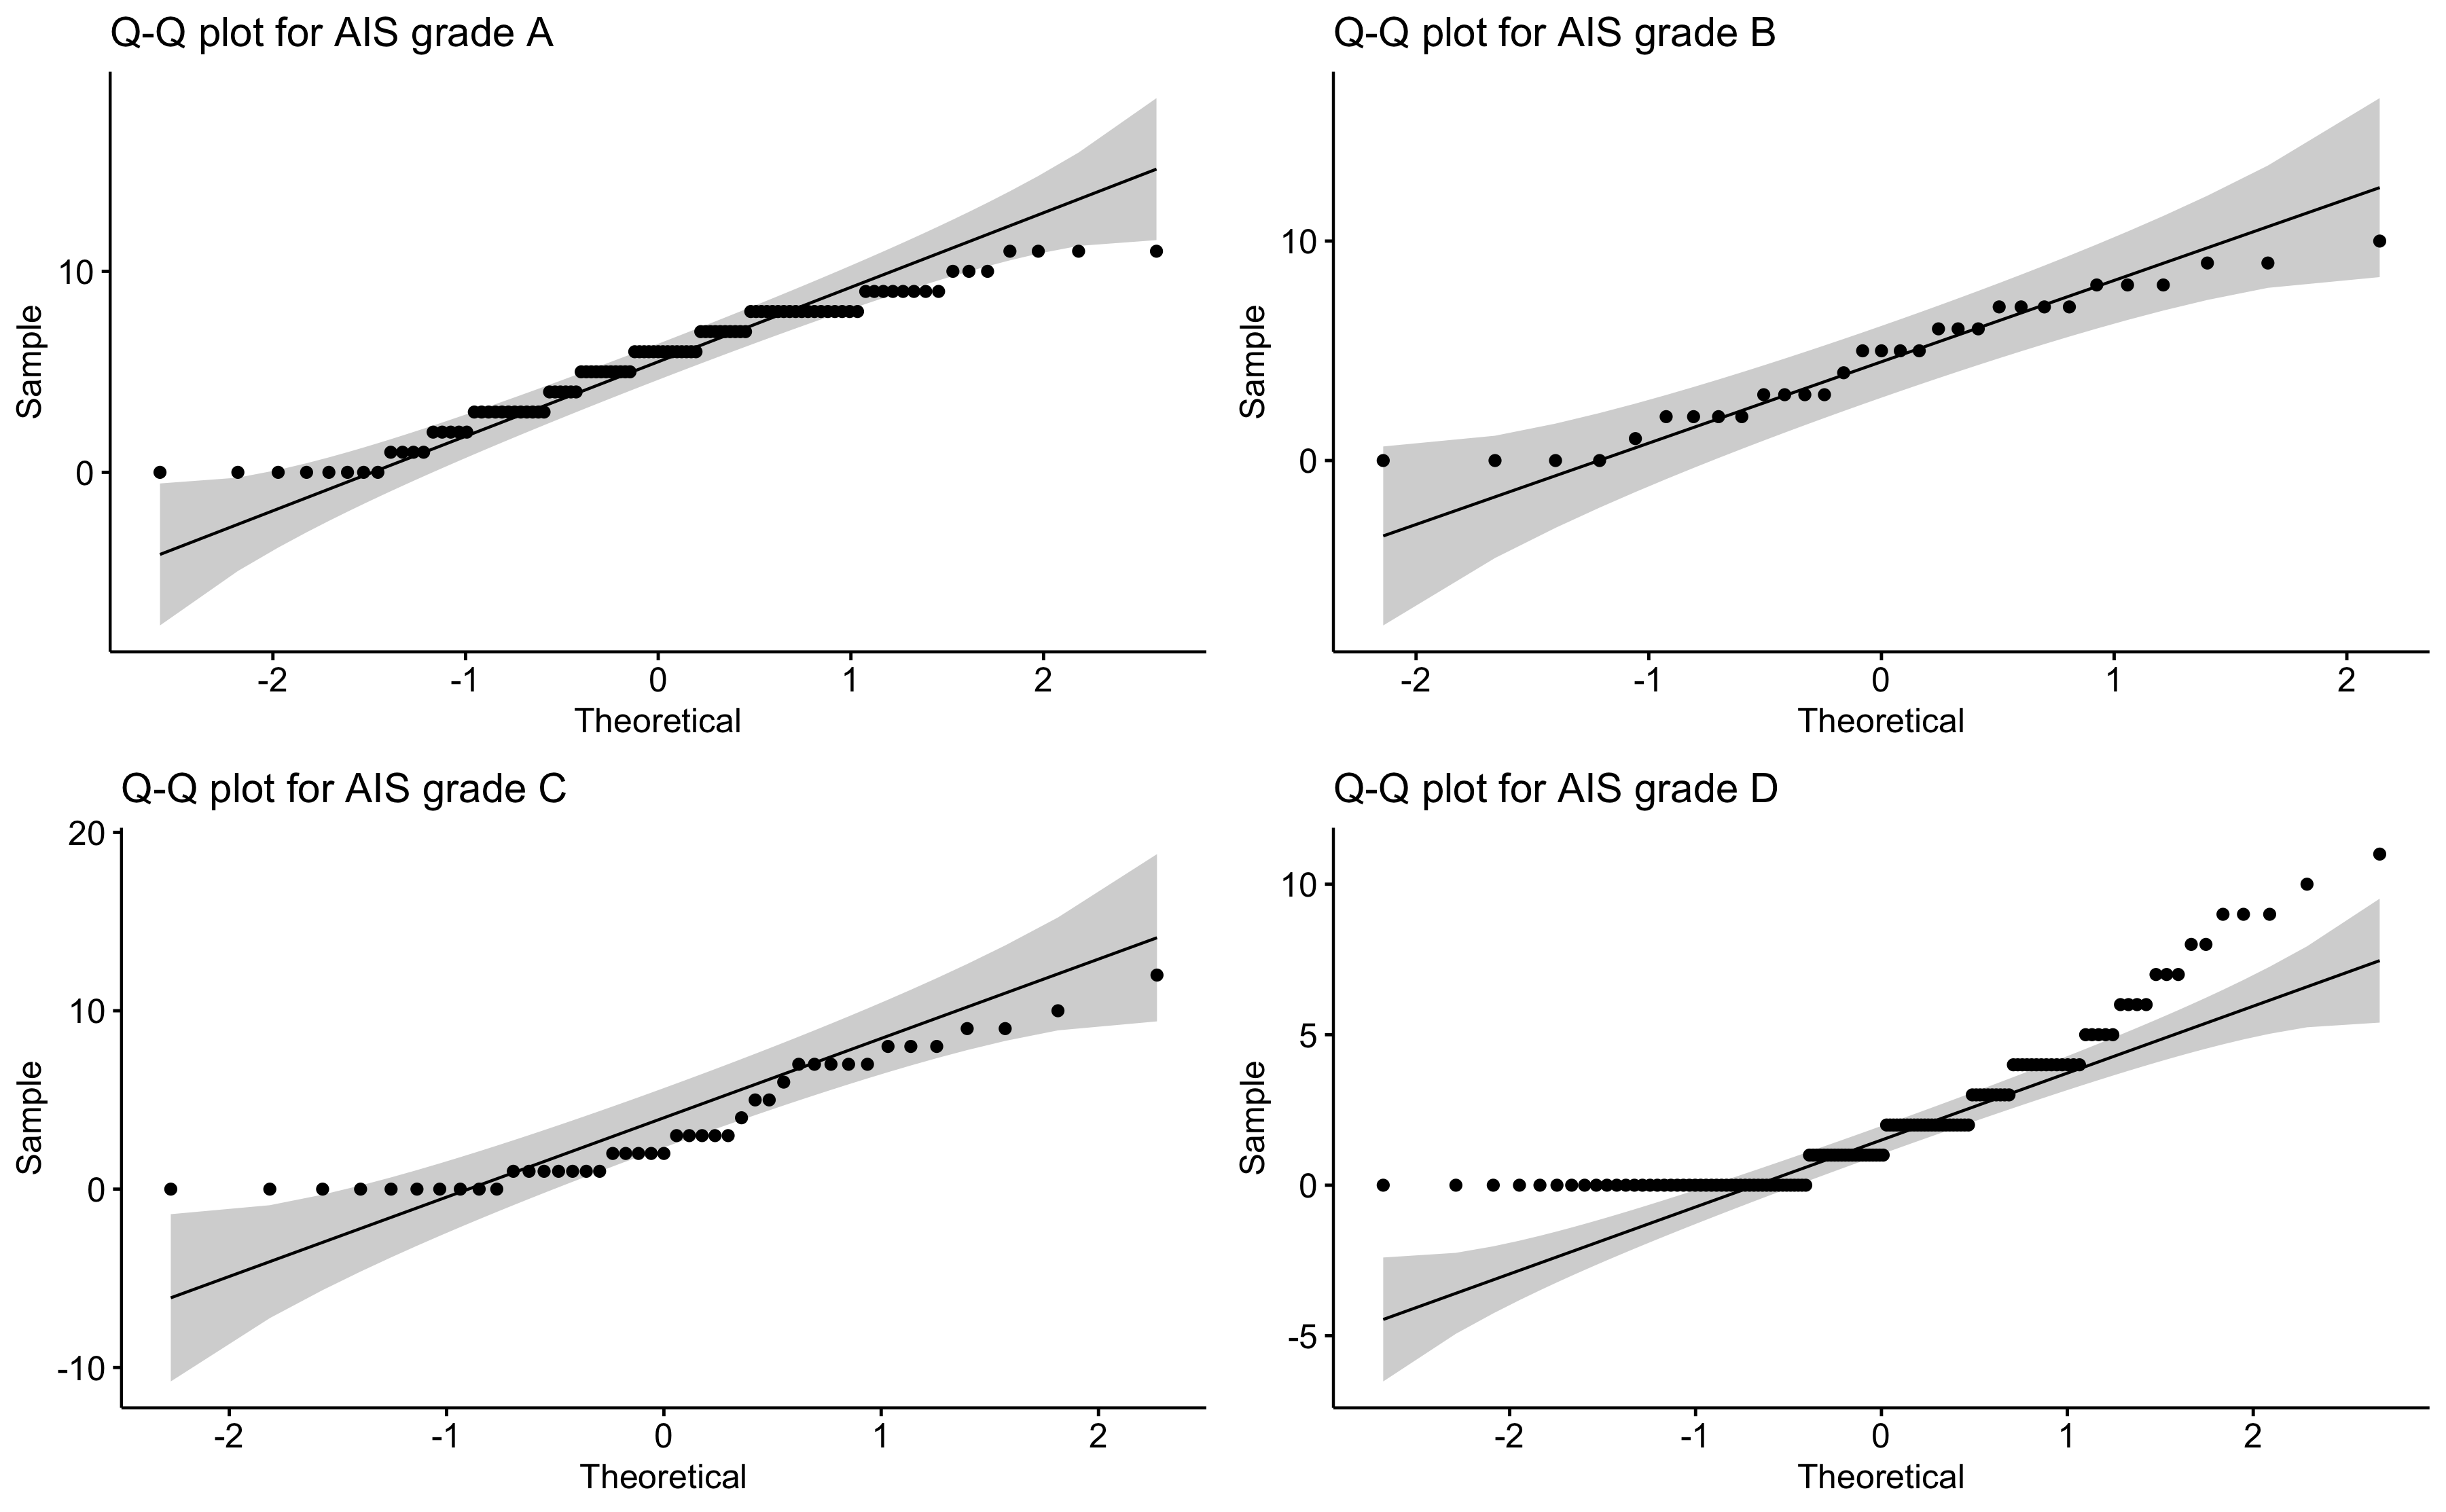 Q-Q plot for AIS grade A
10
0
Sample
-2 -1 0 1 2
Theoretical
Q-Q plot for AIS grade B
10
0
Sample
-2 -1 0 1 2
Theoretical
Q-Q plot for AIS grade C
20
10
0
-10
Sample
-2 -1 0 1 2
Theoretical
Q-Q plot for AIS grade D
10
5
0
-5
Sample
-2 -1 0 1 2
Theoretical